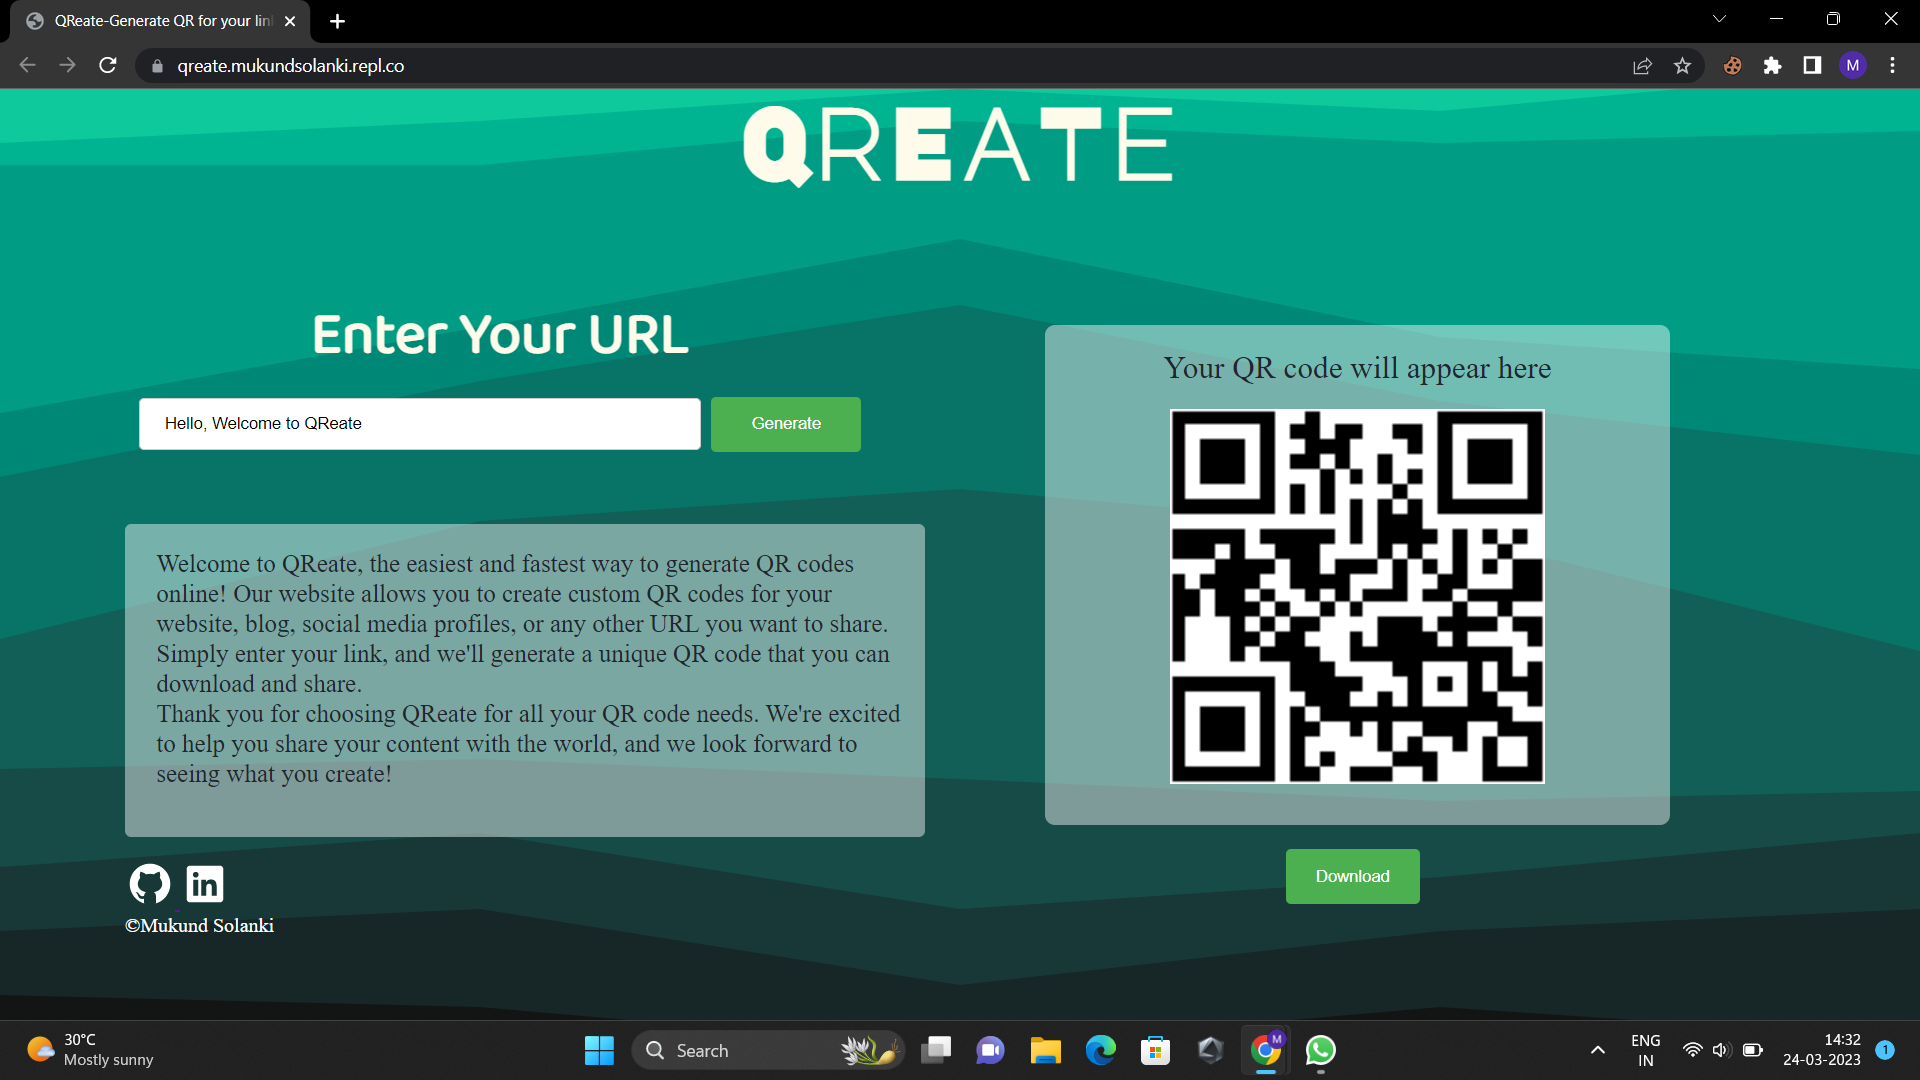 QReate-Generate QR for your lin
qreate.mukundsolanki.repl.co
M
QREATE
Enter Your URL
Hello, Welcome to QReate
Generate
Your QR code will appear here
Welcome to QReate, the easiest and fastest way to generate QR codes
online! Our website allows you to create custom QR codes for your
website, blog, social media profiles, or any other URL you want to share.
Simply enter your link, and we'll generate a unique QR code that you can
download and share.
Thank you for choosing QReate for all your QR code needs. We're excited
to help you share your content with the world, and we look forward to
seeing what you create!
Download
in
©Mukund Solanki
30°C
Mostly sunny
Search
M
ENG
IN
14:32
24-03-2023
1